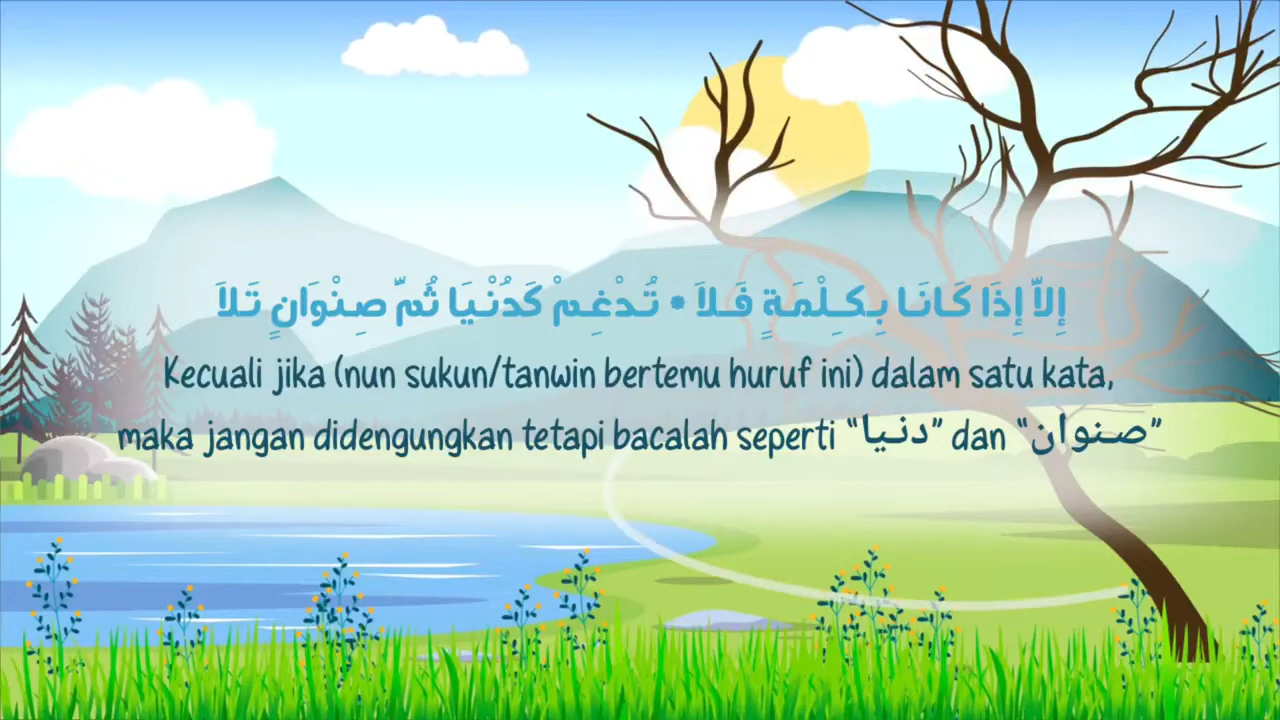 إِلاَّ إِذَا كَانَا بِكِلْمَةٍ فَلاَ * تُدْغِمْ كَدُنْيَا ثُمَّ صِنْوَانٍ تَلاَ
Kecuali jika (nun sukun/tanwin bertemu huruf ini) dalam satu kata,
maka jangan didengungkan tetapi bacalah seperti “دنيا” dan “صنوان”